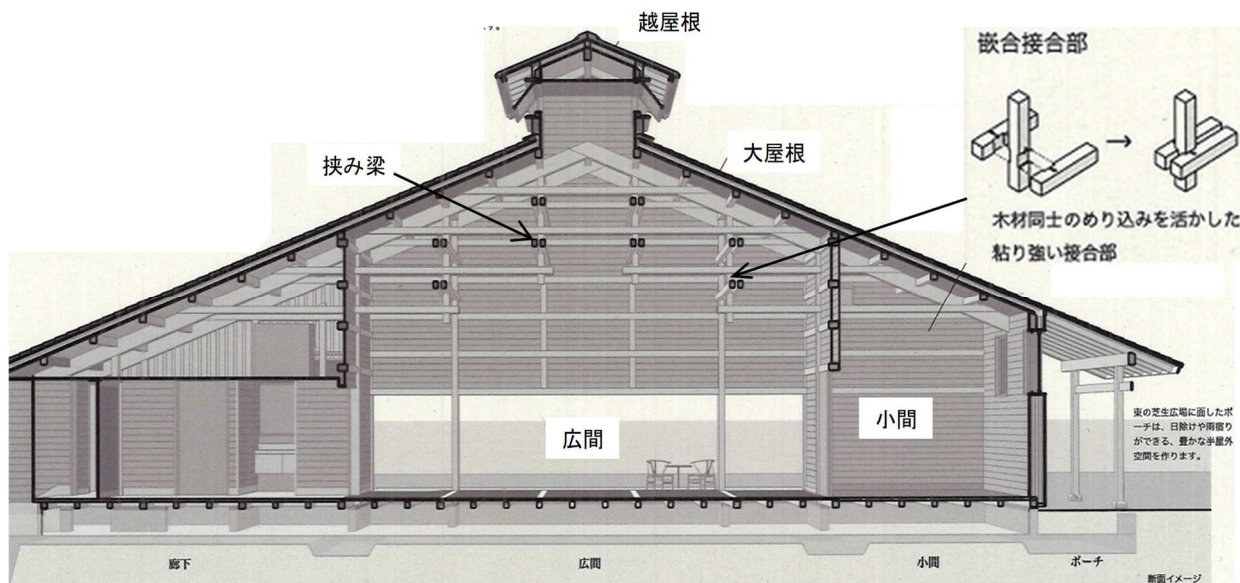 越屋根
嵌合接合部
挟み梁
大屋根
木材同士のめり込みを活かした
粘り強い接合部
広間
小間
東の芝生広場に面したポ
ーチは、日除けや雨宿り
ができる、豊かな半屋外
空間を作ります。
廊下
広間
小間
ポーチ
断面イメージ